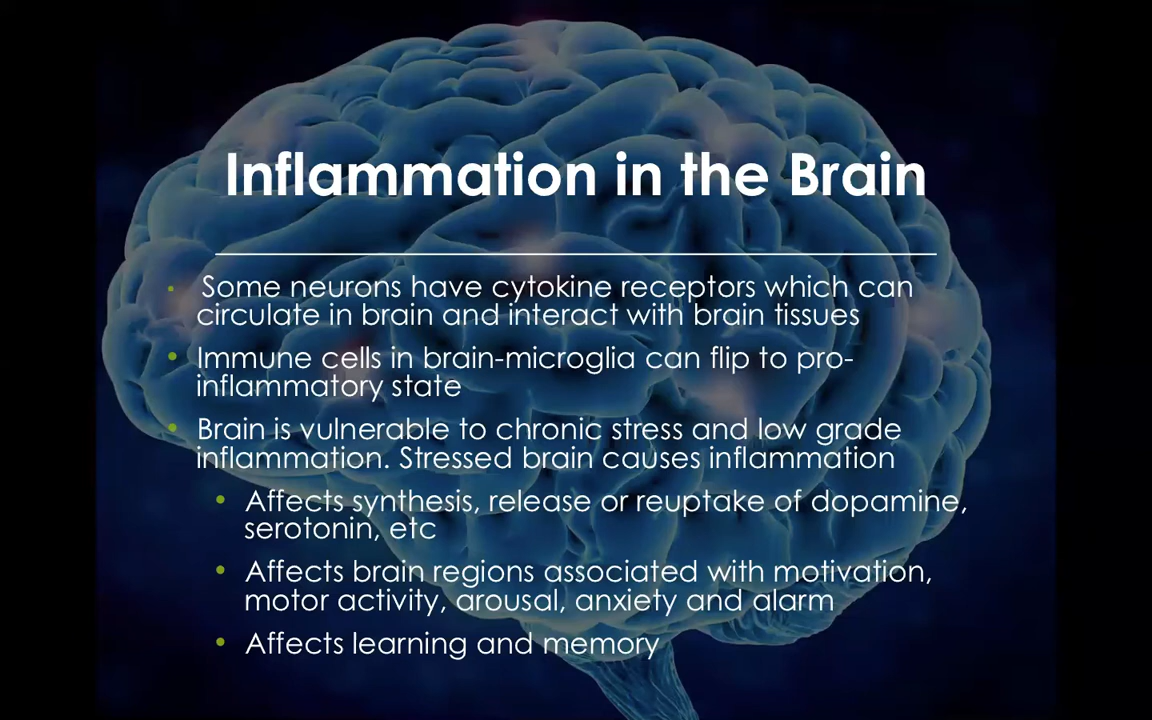 Inflammation in the Brain
• Some neurons have cytokine receptors which can
circulate in brain and interact with brain tissues
• Immune cells in brain-microglia can flip to pro-
inflammatory state
• Brain is vulnerable to chronic stress and low grade
inflammation. Stressed brain causes inflammation
• Affects synthesis, release or reuptake of dopamine,
serotonin, etc
• Affects brain regions associated with motivation,
motor activity, arousal, anxiety and alarm
• Affects learning and memory